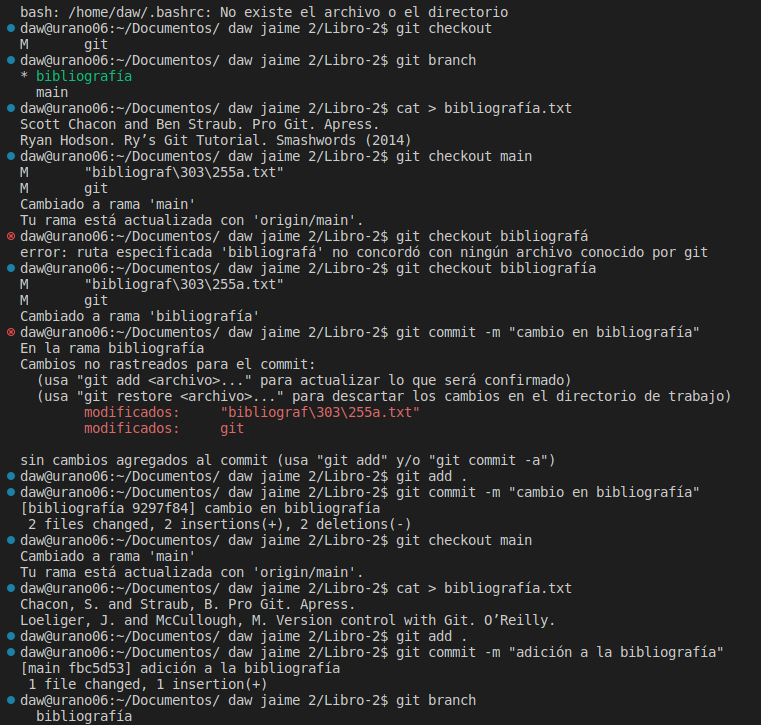 bash: /home/daw/.bashrc: No existe el archivo o el directorio
daw@urano06:~/Documentos/ daw jaime 2/Libro-2$ git checkout
M       git
daw@urano06:~/Documentos/ daw jaime 2/Libro-2$ git branch
* bibliografía
  main
daw@urano06:~/Documentos/ daw jaime 2/Libro-2$ cat > bibliografía.txt
Scott Chacon and Ben Straub. Pro Git. Apress.
Ryan Hodson. Ry’s Git Tutorial. Smashwords (2014)
daw@urano06:~/Documentos/ daw jaime 2/Libro-2$ git checkout main
M       "bibliograf\303\255a.txt"
M       git
Cambiado a rama 'main'
Tu rama está actualizada con 'origin/main'.
daw@urano06:~/Documentos/ daw jaime 2/Libro-2$ git checkout bibliografá
error: ruta especificada 'bibliografá' no concordó con ningún archivo conocido por git
daw@urano06:~/Documentos/ daw jaime 2/Libro-2$ git checkout bibliografía
M       "bibliograf\303\255a.txt"
M       git
Cambiado a rama 'bibliografía'
daw@urano06:~/Documentos/ daw jaime 2/Libro-2$ git commit -m "cambio en bibliografía"
En la rama bibliografía
Cambios no rastreados para el commit:
  (usa "git add <archivo>..." para actualizar lo que será confirmado)
  (usa "git restore <archivo>..." para descartar los cambios en el directorio de trabajo)
        modificados:     "bibliograf\303\255a.txt"
        modificados:     git
sin cambios agregados al commit (usa "git add" y/o "git commit -a")
daw@urano06:~/Documentos/ daw jaime 2/Libro-2$ git add .
daw@urano06:~/Documentos/ daw jaime 2/Libro-2$ git commit -m "cambio en bibliografía"
[bibliografía 9297f84] cambio en bibliografía
 2 files changed, 2 insertions(+), 2 deletions(-)
daw@urano06:~/Documentos/ daw jaime 2/Libro-2$ git checkout main
Cambiado a rama 'main'
Tu rama está actualizada con 'origin/main'.
daw@urano06:~/Documentos/ daw jaime 2/Libro-2$ cat > bibliografía.txt
Chacon, S. and Straub, B. Pro Git. Apress.
Loeliger, J. and McCullough, M. Version control with Git. O’Reilly.
daw@urano06:~/Documentos/ daw jaime 2/Libro-2$ git add .
daw@urano06:~/Documentos/ daw jaime 2/Libro-2$ git commit -m "adición a la bibliografía"
[main fbc5d53] adición a la bibliografía
 1 file changed, 1 insertion(+)
daw@urano06:~/Documentos/ daw jaime 2/Libro-2$ git branch
  bibliografía